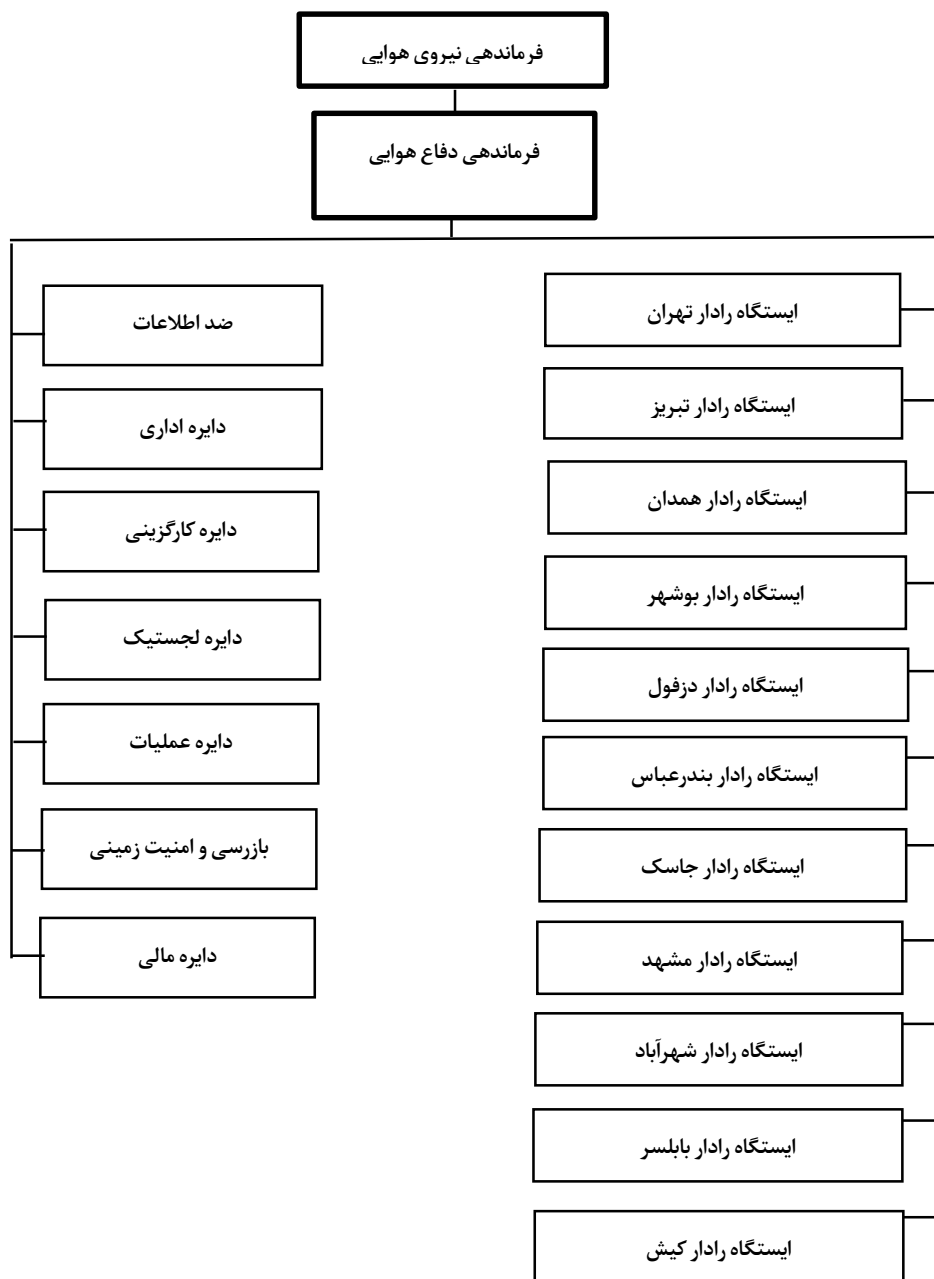 فرماندهی نیروی هوایی
فرماندهی دفاع هوایی
ایستگاه رادار تهران
ایستگاه رادار تبریز
ایستگاه رادار همدان
ایستگاه رادار بوشهر
ایستگاه رادار دزفول
ایستگاه رادار بندرعباس
ایستگاه رادار جاسک
ایستگاه رادار مشهد
ایستگاه رادار شهرآباد
ایستگاه رادار بابلسر
ایستگاه رادار کیش
ضد اطلاعات
دایره اداری
دایره کارگزینی
دایره لجستیک
دایره عملیات
بازرسی و امنیت زمینی
دایره مالی